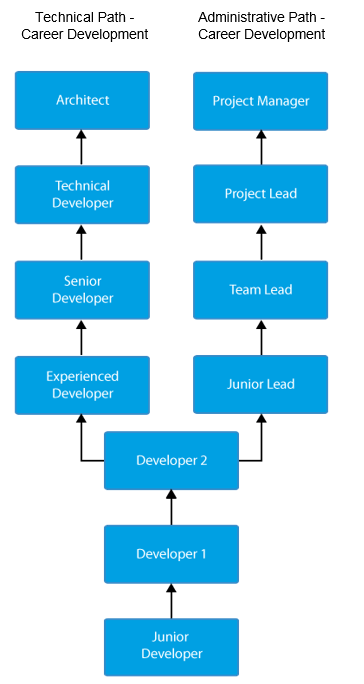 Technical Path -
Career Development
Administrative Path -
Career Development
Architect
Project Manager
Technical
Developer
Project Lead
Senior
Developer
Team Lead
Experienced
Developer
Junior Lead
Developer 2
Developer 1
Junior
Developer